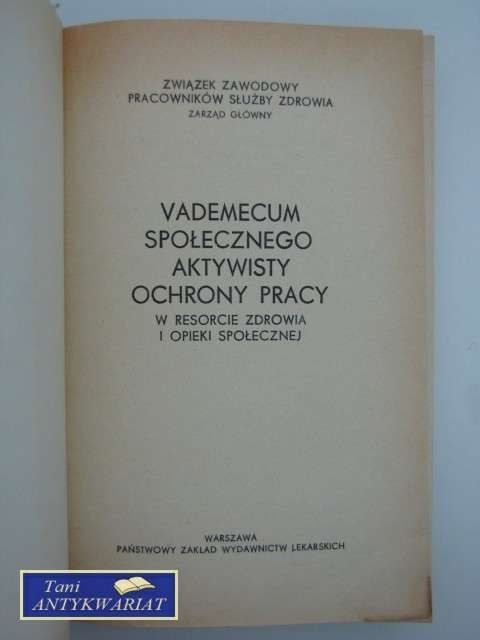 ZWIĄZEK ZAWODOWY
PRACOWNIKÓW SŁUŻBY ZDROWIA
ZARZĄD GŁÓWNY
VADEMECUM
SPOŁECZNEGO
AKTYWISTY
OCHRONY PRACY
W RESORCIE ZDROWIA
I OPIEKI SPOŁECZNEJ
WARSZAWA
PAŃSTWOWY ZAKŁAD WYDAWNICTW LEKARSKICH
Tani
ANTYKWARIAT